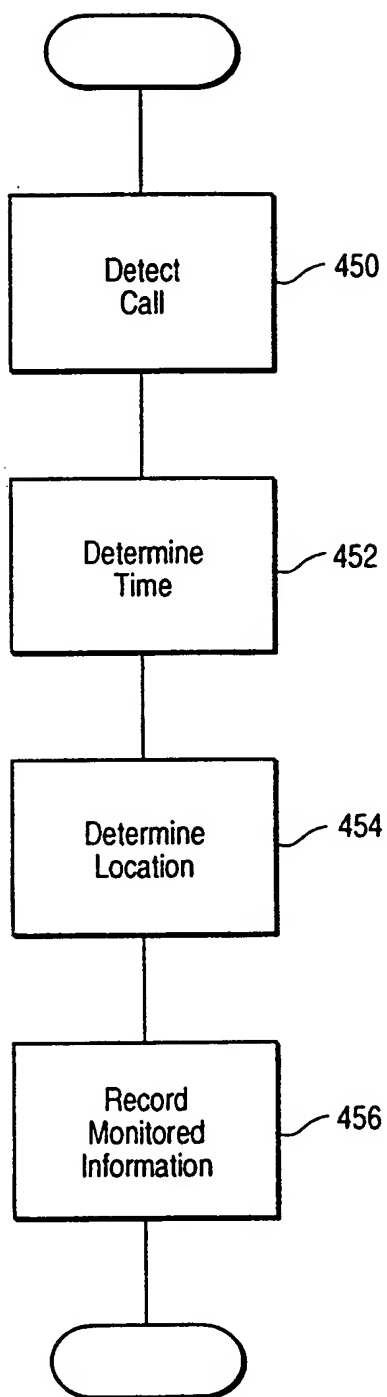 Detect
Call
450
Determine
Time
452
Determine
Location
454
Record
Monitored
Information
456